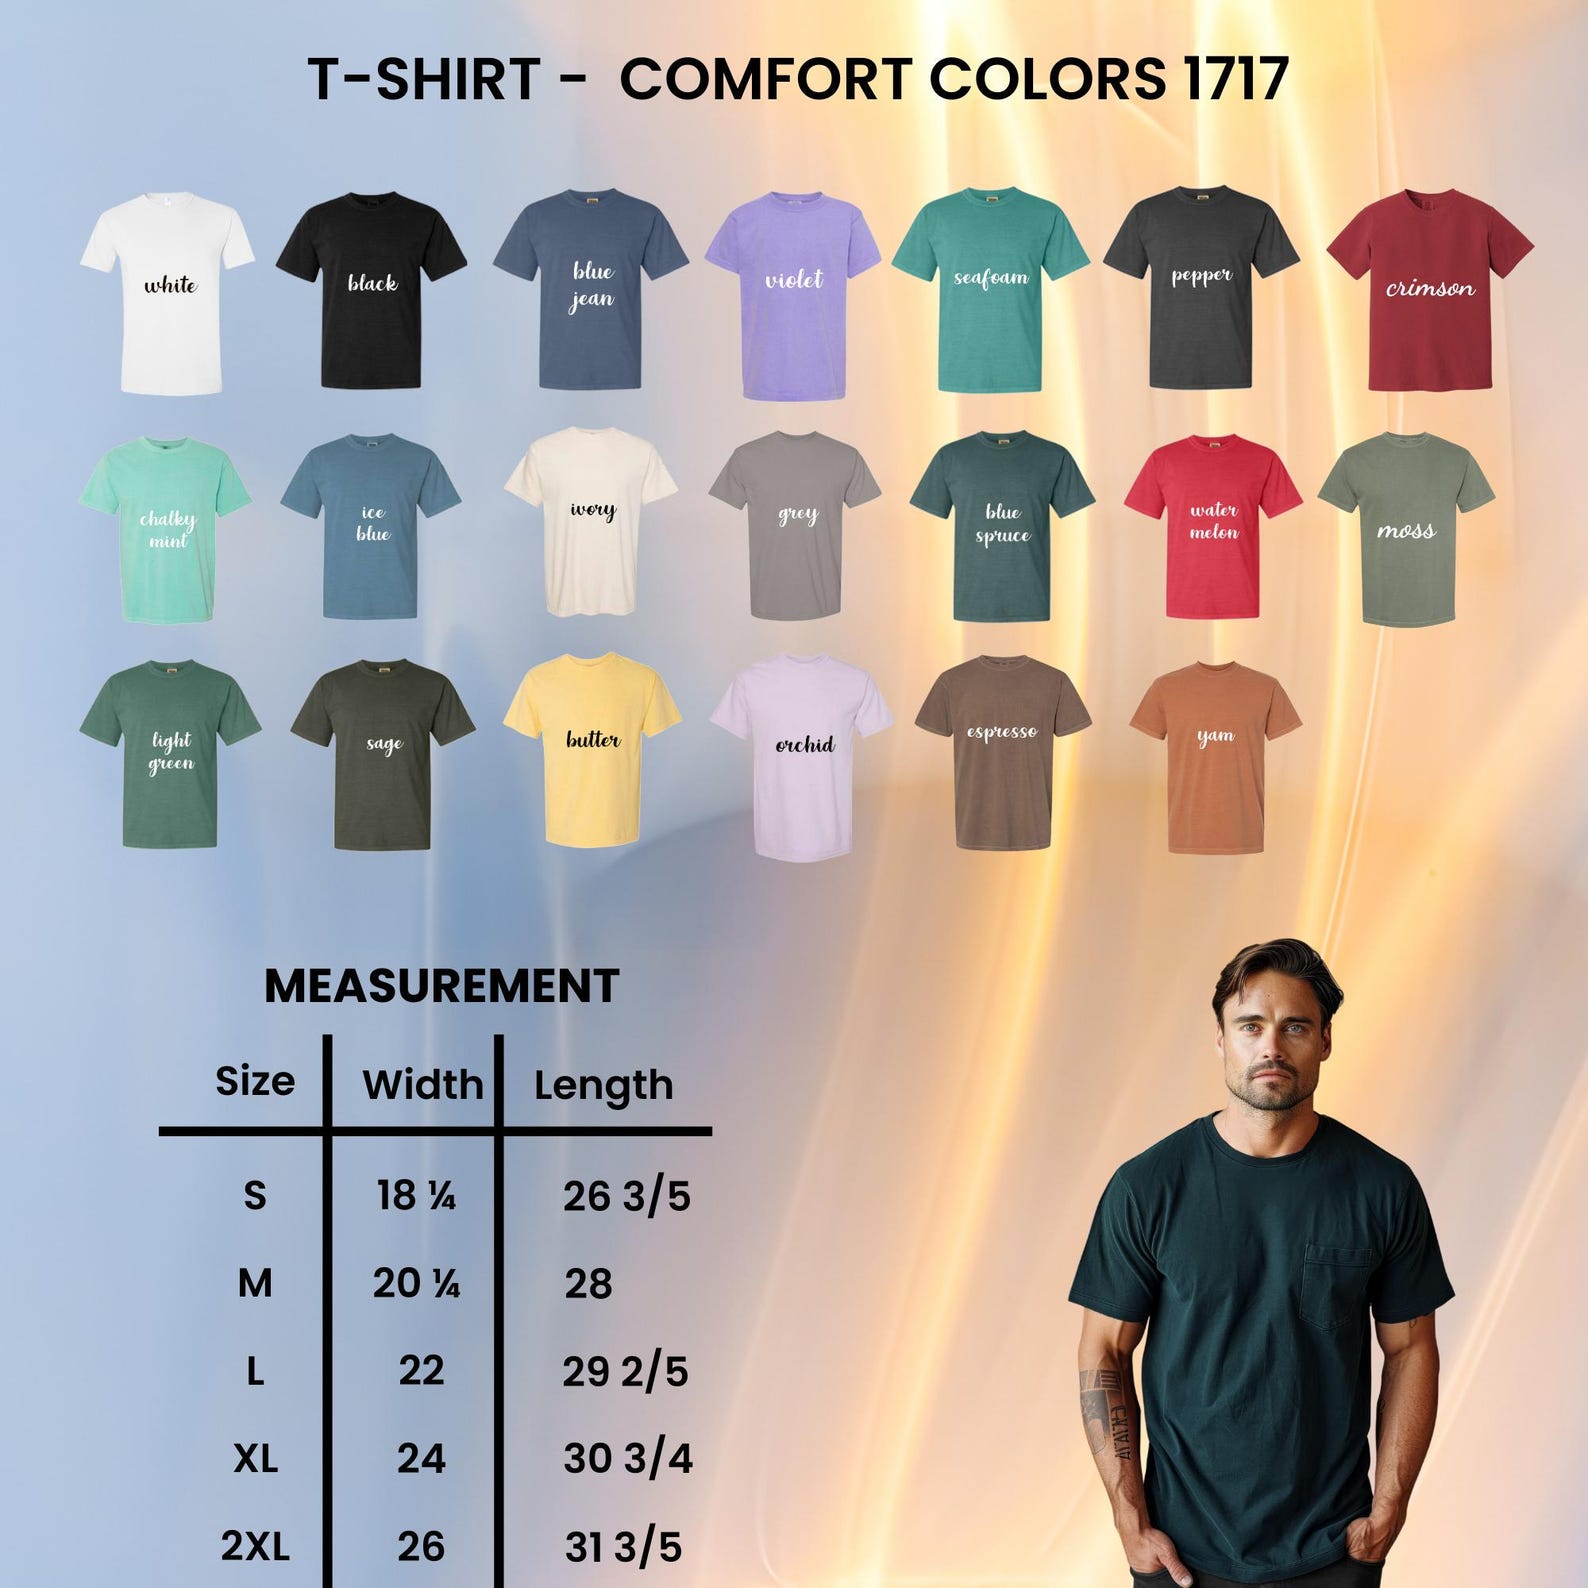 T-SHIRT - COMFORT COLORS 1717
white
black
blue
jean
violet
seafoam
pepper
crimson
chalky
mint
ice
blue
ivory
grey
blue
spruce
water
melon
moss
light
green
sage
butter
orchid
espresso
yam
MEASUREMENT
Size Width Length
S 18 ¼ 26 3/5
M 20 ¼ 28
L 22 29 2/5
XL 24 30 3/4
2XL 26 31 3/5